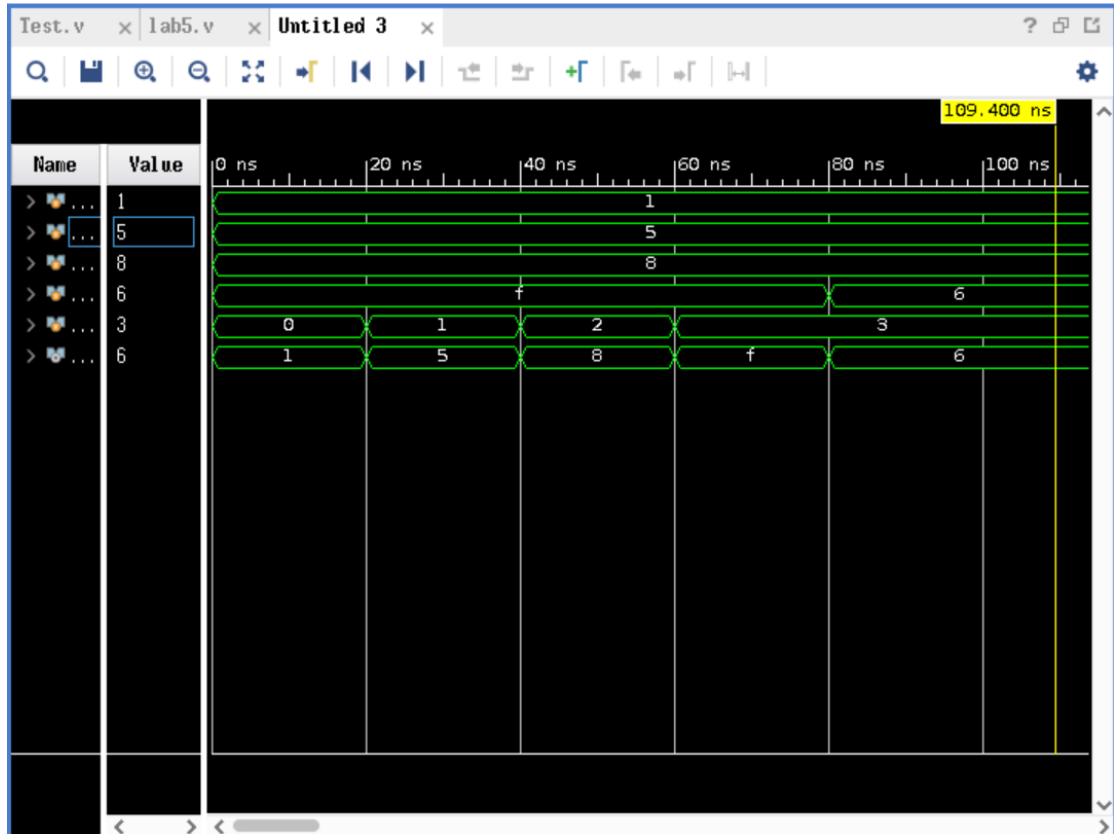 Test.v × lab5.v × Untitled 3 × ?
109.400 ns
Name Value 0 ns 20 ns 40 ns 60 ns 80 ns 100 ns
... 1 1
... 5 5
... 8 8
... 6 f 6
... 3 0 1 2 3
... 6 1 5 8 f 6